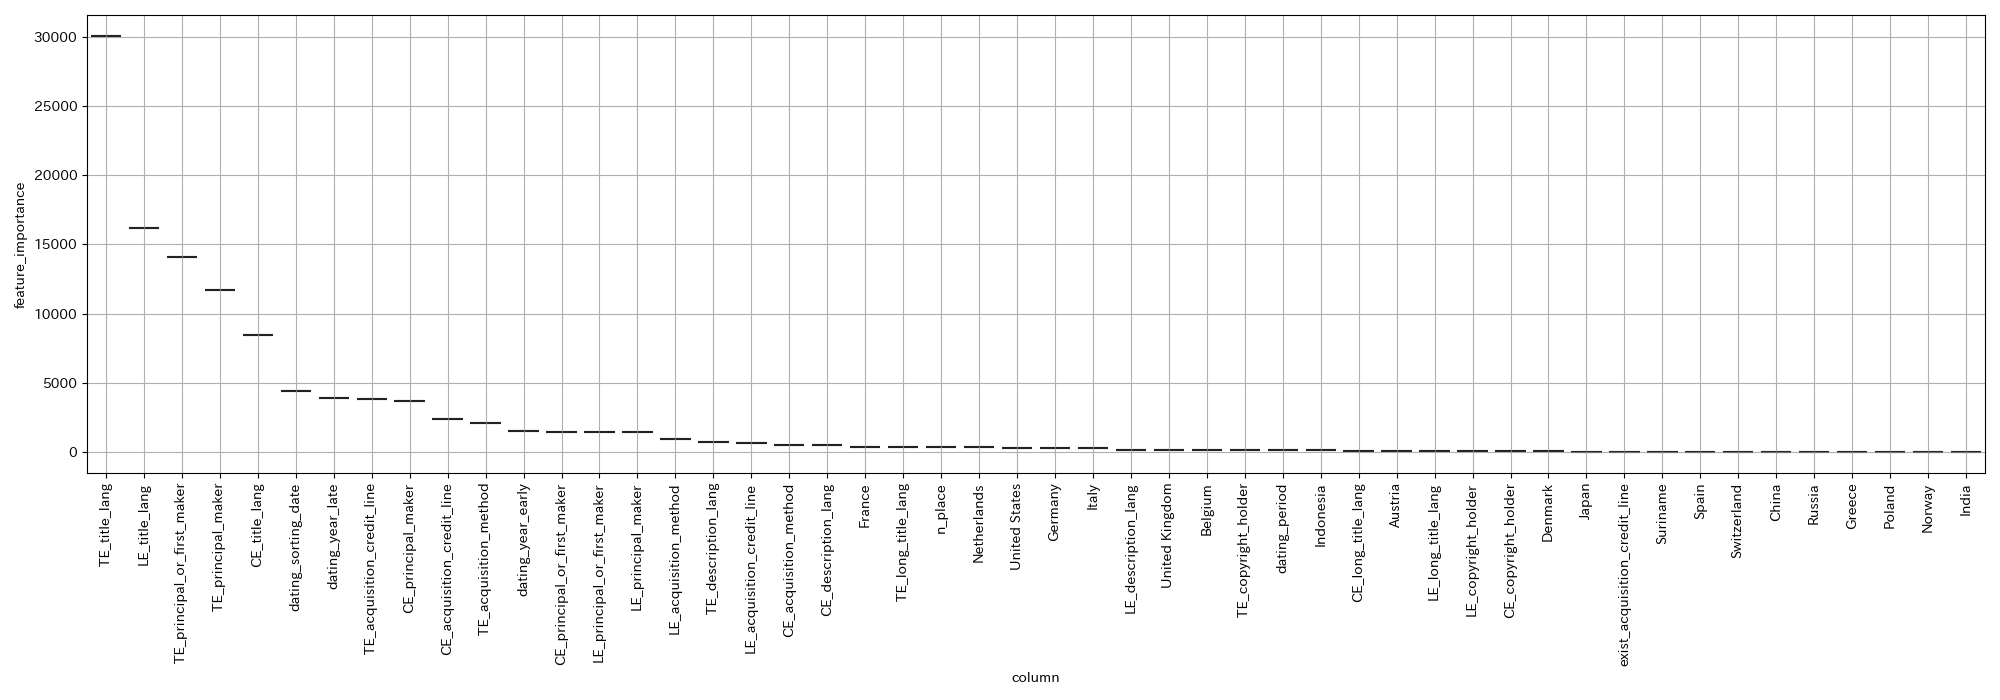 30000
25000
20000
15000
10000
5000
0
feature_importance
TE_title_lang
LE_title_lang
TE_principal_or_first_maker
TE_principal_maker
CE_title_lang
dating_sorting_date
dating_year_late
TE_acquisition_credit_line
CE_principal_maker
CE_acquisition_credit_line
TE_acquisition_method
dating_year_early
CE_principal_or_first_maker
LE_principal_or_first_maker
LE_principal_maker
LE_acquisition_method
TE_description_lang
LE_acquisition_credit_line
CE_acquisition_method
CE_description_lang
France
TE_long_title_lang
n_place
Netherlands
United States
Germany
Italy
LE_description_lang
United Kingdom
Belgium
TE_copyright_holder
dating_period
Indonesia
CE_long_title_lang
Austria
LE_long_title_lang
LE_copyright_holder
CE_copyright_holder
Denmark
Japan
exist_acquisition_credit_line
Suriname
Spain
Switzerland
China
Russia
Greece
Poland
Norway
India
column